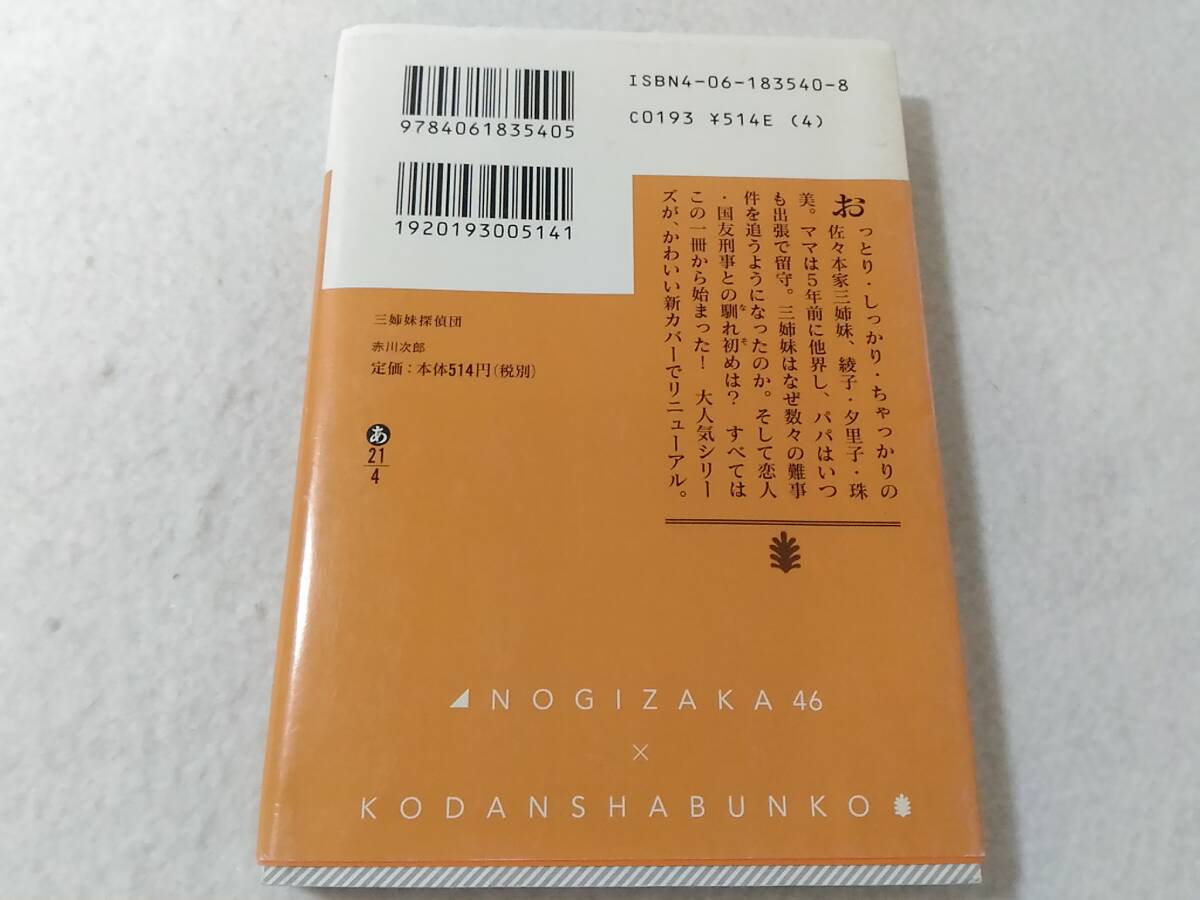 ISBN4-06-183540-8
C0193 ¥514E (4)
9784061835405
1920193005141
おっとり・しっかり・ちゃっかりの
佐々本家三姉妹、綾子・夕里子・珠
美。ママは5年前に他界し、パパはいつ
も出張で留守。三姉妹はなぜ数々の難事
件を追うようになったのか。そして恋人
・国友刑事との馴れ初めは? すべては
この一冊から始まった! 大人気シリー
ズが、かわいい新カバーでリニューアル。
な
そ
三姉妹探偵団
赤川次郎
定価:本体514円(税別)
あ
21
4
NOGIZAKA 46
×
KODANSHABUNKO